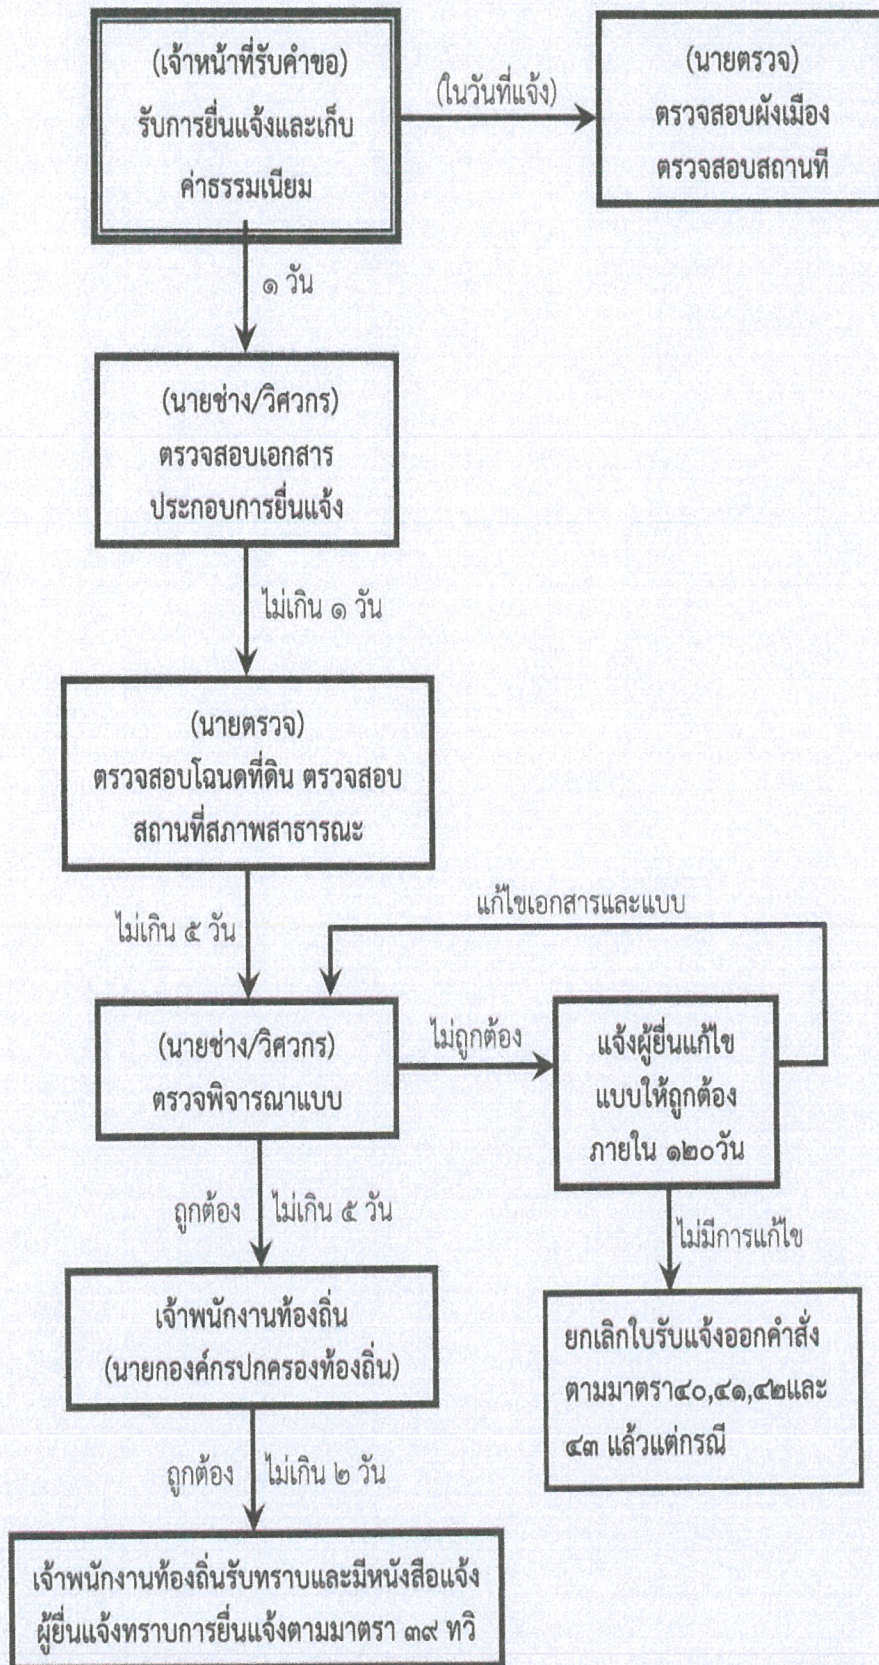 (เจ้าหน้าที่รับคำขอ)
รับการยื่นแจ้งและเก็บ
ค่าธรรมเนียม
(ในวันที่แจ้ง)
(นายตรวจ)
ตรวจสอบผังเมือง
ตรวจสอบสถานที่
๑ วัน
(นายช่าง/วิศวกร)
ตรวจสอบเอกสาร
ประกอบการยื่นแจ้ง
ไม่เกิน ๑ วัน
(นายตรวจ)
ตรวจสอบโฉนดที่ดิน ตรวจสอบ
สถานที่สภาพสาธารณะ
ไม่เกิน ๕ วัน
แก้ไขเอกสารและแบบ
(นายช่าง/วิศวกร)
ตรวจพิจารณาแบบ
ไม่ถูกต้อง
แจ้งผู้ยื่นแก้ไข
แบบให้ถูกต้อง
ภายใน ๑๒๐วัน
ถูกต้อง ไม่เกิน ๕ วัน
ไม่มีการแก้ไข
เจ้าพนักงานท้องถิ่น
(นายกองค์กรปกครองท้องถิ่น)
ยกเลิกใบรับแจ้งออกคำสั่ง
ตามมาตรา๔๐,๔๑,๔๒และ
๔๓ แล้วแต่กรณี
ถูกต้อง ไม่เกิน ๒ วัน
เจ้าพนักงานท้องถิ่นรับทราบและมีหนังสือแจ้ง
ผู้ยื่นแจ้งทราบการยื่นแจ้งตามมาตรา ๓๙ ทวิ